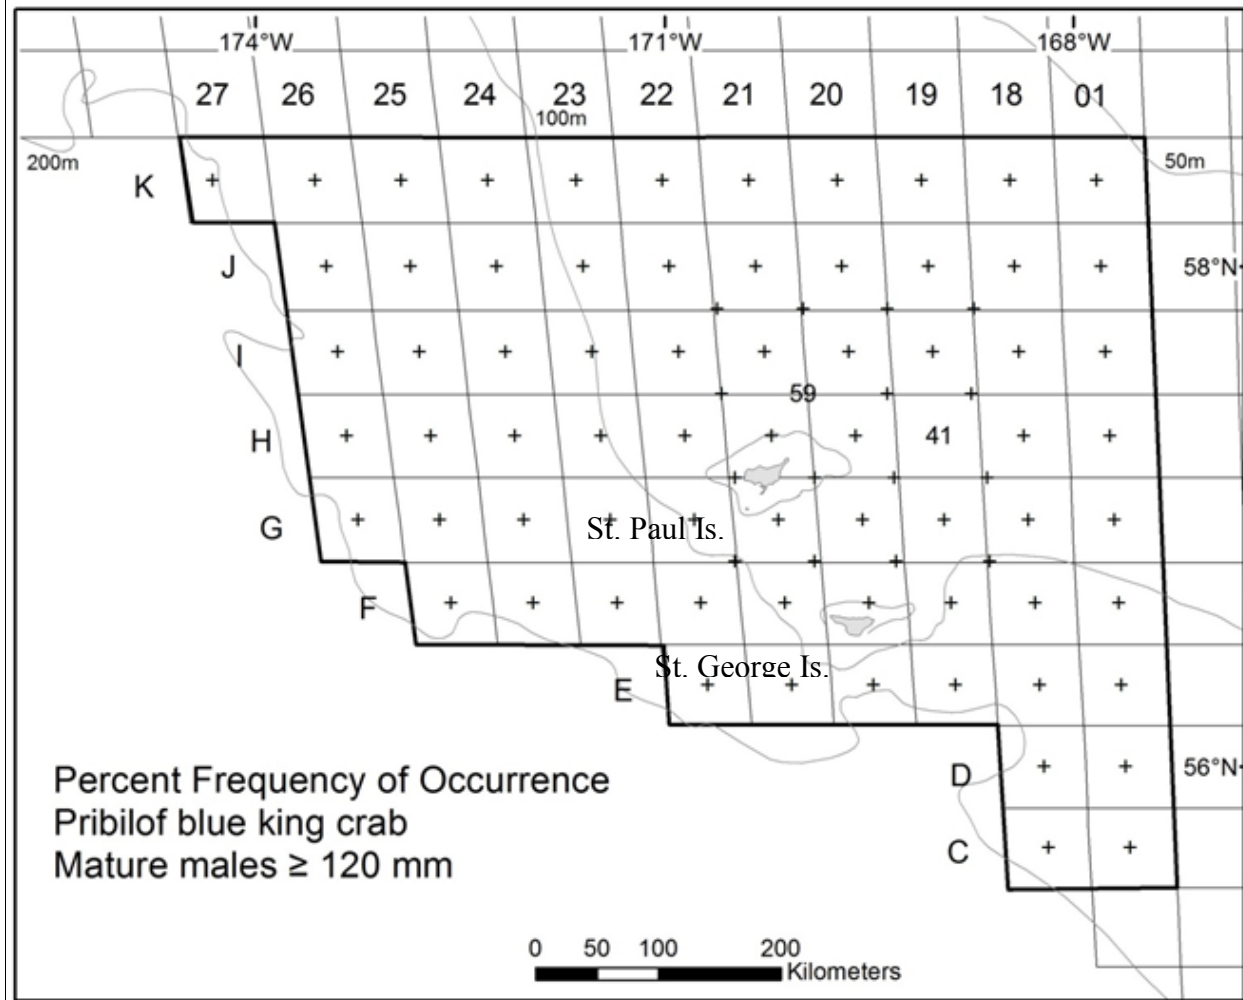 174°W 171°W 168°W
27 26 25 24 23 22 21 20 19 18 01
100m
200m 50m
K
J 58°N
I
59
H 41
G St. Paul Is.
F
St. George Is.
E
D 56°N
C
Percent Frequency of Occurrence
Pribilof blue king crab
Mature males ≥ 120 mm
0 50 100 200
Kilometers